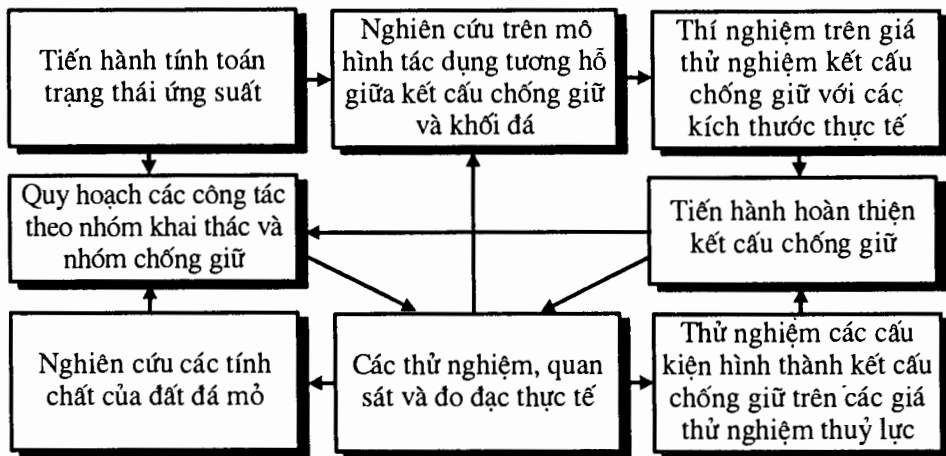 Tiến hành tính toán
trạng thái ứng suất
Nghiên cứu trên mô
hình tác dụng tương hỗ
giữa kết cấu chống giữ
và khối đá
Thí nghiệm trên giá
thử nghiệm kết cấu
chống giữ với các
kích thước thực tế
Quy hoạch các công tác
theo nhóm khai thác và
nhóm chống giữ
Tiến hành hoàn thiện
kết cấu chống giữ
Nghiên cứu các tính
chất của đất đá mỏ
Các thử nghiệm, quan
sát và đo đạc thực tế
Thử nghiệm các cấu
kiện hình thành kết cấu
chống giữ trên các giá
thử nghiệm thuỷ lực